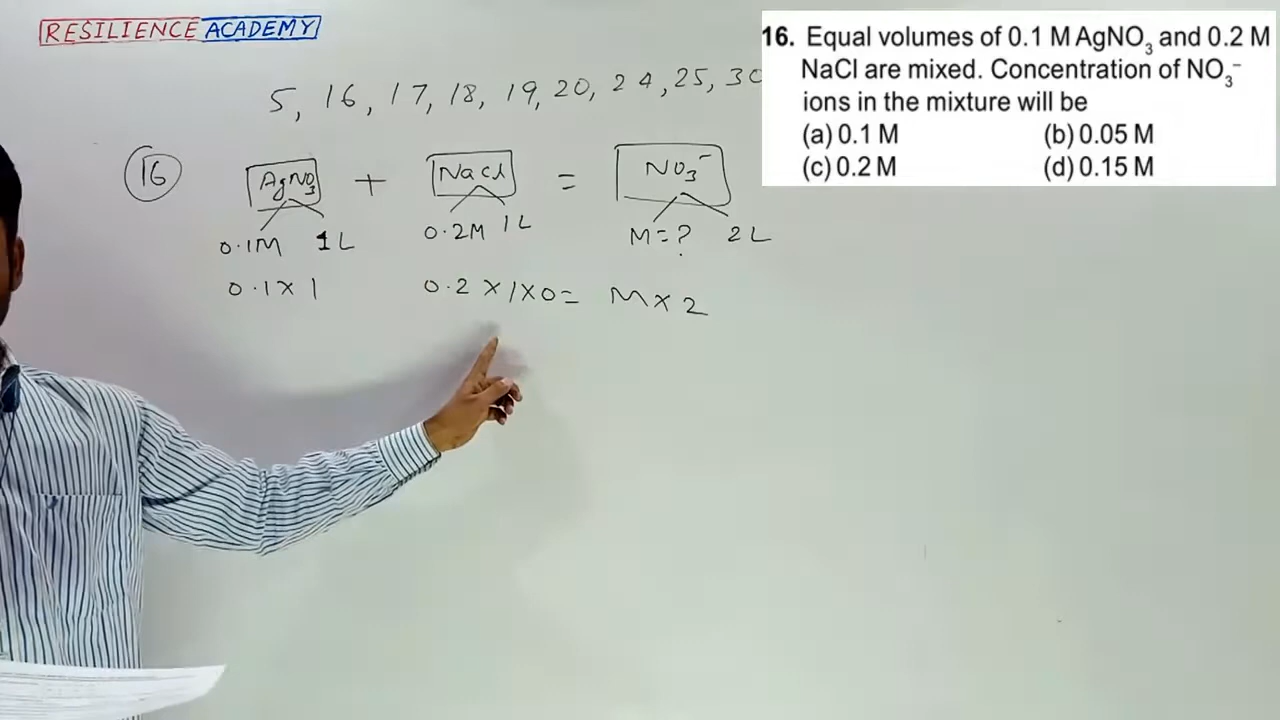 RESILIENCE ACADEMY
5, 16, 17, 18, 19, 20, 24, 25, 30
16. Equal volumes of 0.1 M AgNO₃ and 0.2 M
NaCl are mixed. Concentration of NO₃⁻
ions in the mixture will be
(a) 0.1 M (b) 0.05 M
(c) 0.2 M (d) 0.15 M
16 AgNO₃ + NaCl = NO₃⁻
0.1M 1L 0.2M 1L M=? 2L
0.1×1 0.2×1×0= M×2